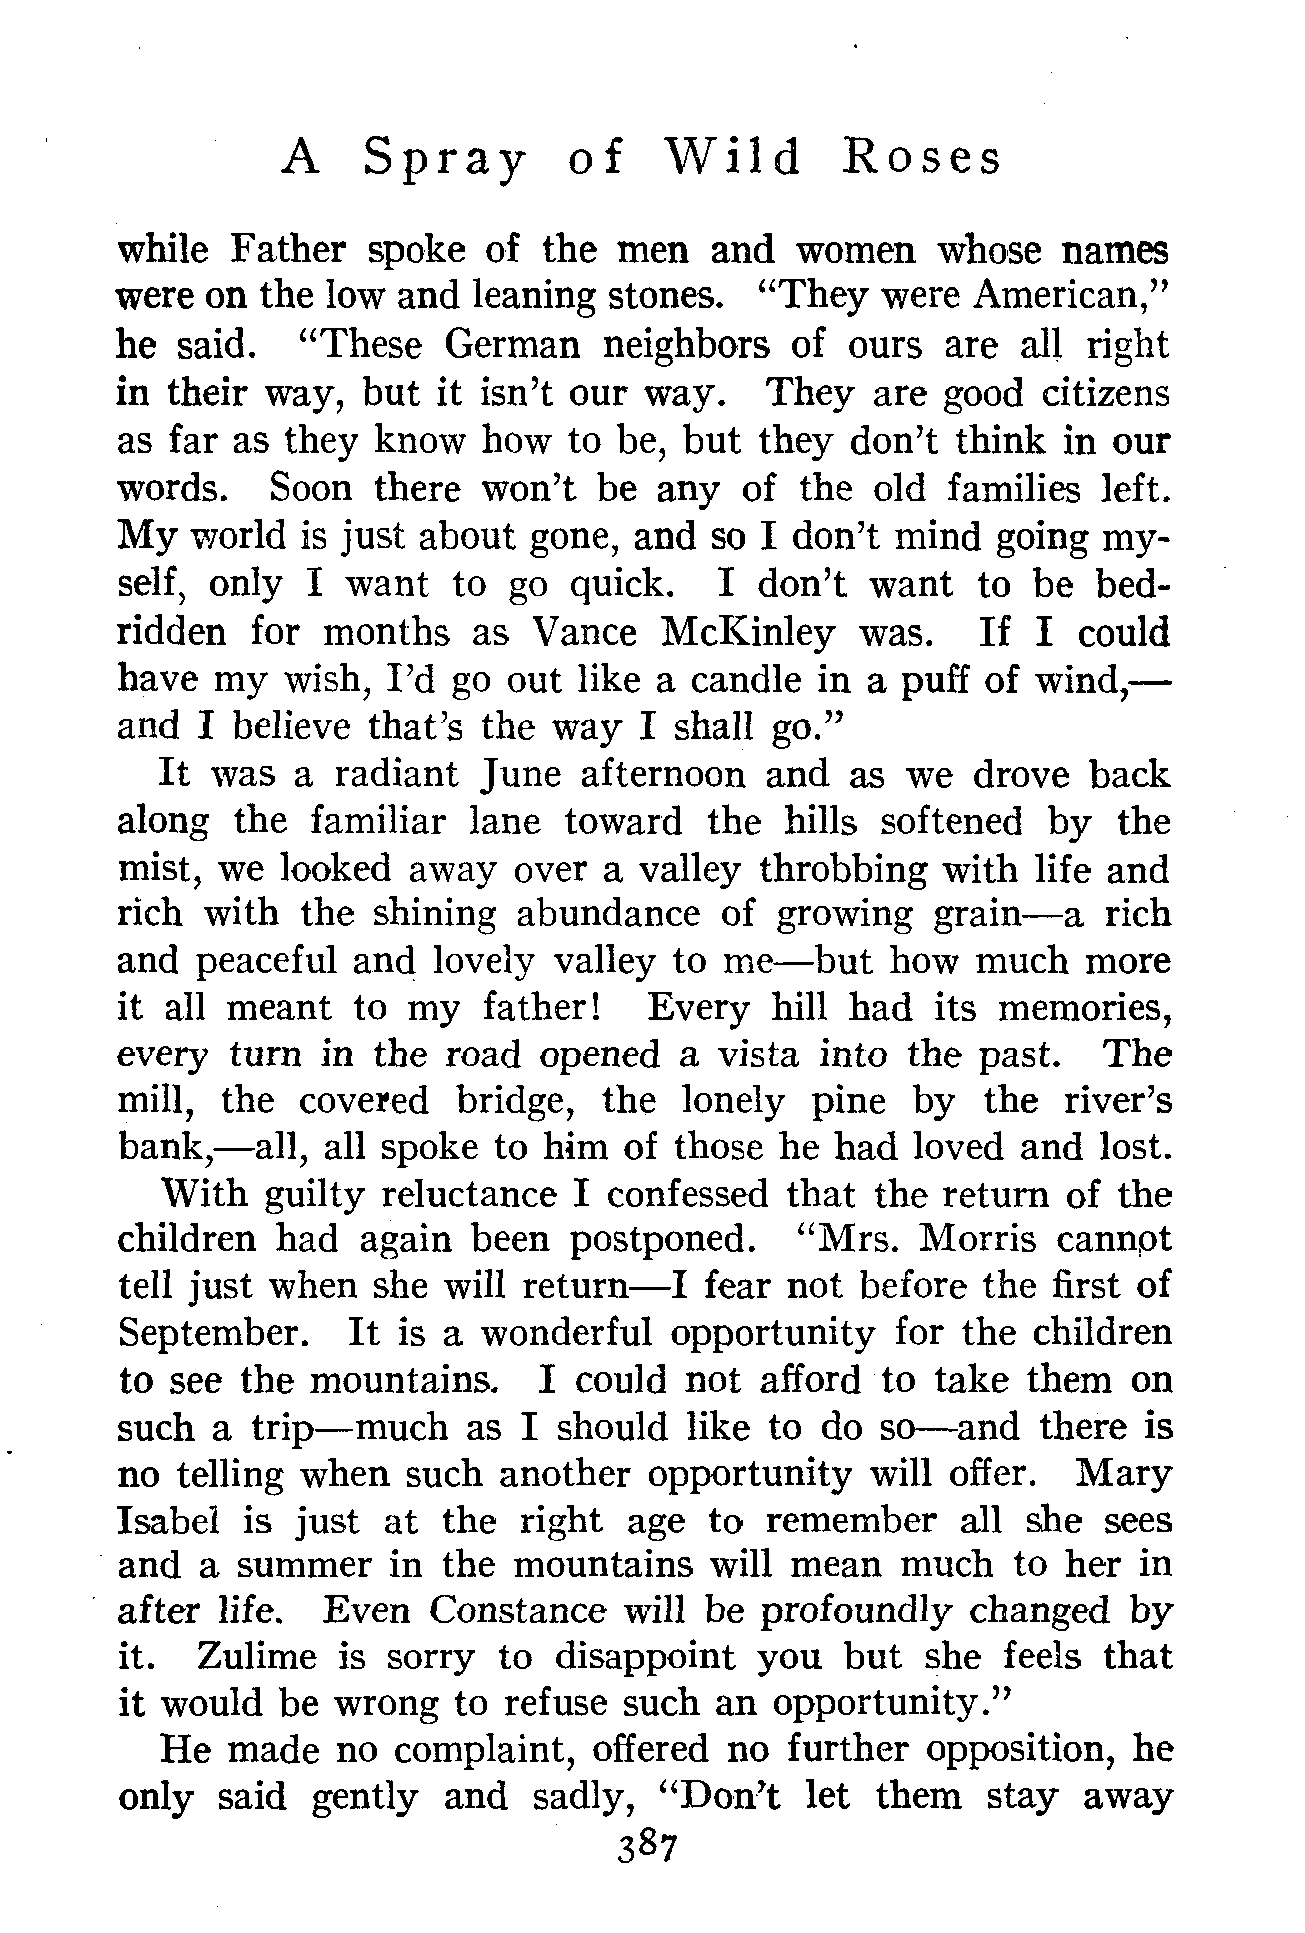 A Spray of Wild Roses
while Father spoke of the men and women whose names
were on the low and leaning stones. “They were American,”
he said. “These German neighbors of ours are all right
in their way, but it isn't our way. They are good citizens
as far as they know how to be, but they don't think in our
words. Soon there won't be any of the old families left.
My world is just about gone, and so I don't mind going my-
self, only I want to go quick. I don't want to be bed-
ridden for months as Vance McKinley was. If I could
have my wish, I'd go out like a candle in a puff of wind,—
and I believe that's the way I shall go.”
It was a radiant June afternoon and as we drove back
along the familiar lane toward the hills softened by the
mist, we looked away over a valley throbbing with life and
rich with the shining abundance of growing grain—a rich
and peaceful and lovely valley to me—but how much more
it all meant to my father! Every hill had its memories,
every turn in the road opened a vista into the past. The
mill, the covered bridge, the lonely pine by the river's
bank,—all, all spoke to him of those he had loved and lost.
With guilty reluctance I confessed that the return of the
children had again been postponed. “Mrs. Morris cannot
tell just when she will return—I fear not before the first of
September. It is a wonderful opportunity for the children
to see the mountains. I could not afford to take them on
such a trip—much as I should like to do so—and there is
no telling when such another opportunity will offer. Mary
Isabel is just at the right age to remember all she sees
and a summer in the mountains will mean much to her in
after life. Even Constance will be profoundly changed by
it. Zulime is sorry to disappoint you but she feels that
it would be wrong to refuse such an opportunity.”
He made no complaint, offered no further opposition, he
only said gently and sadly, “Don't let them stay away
387